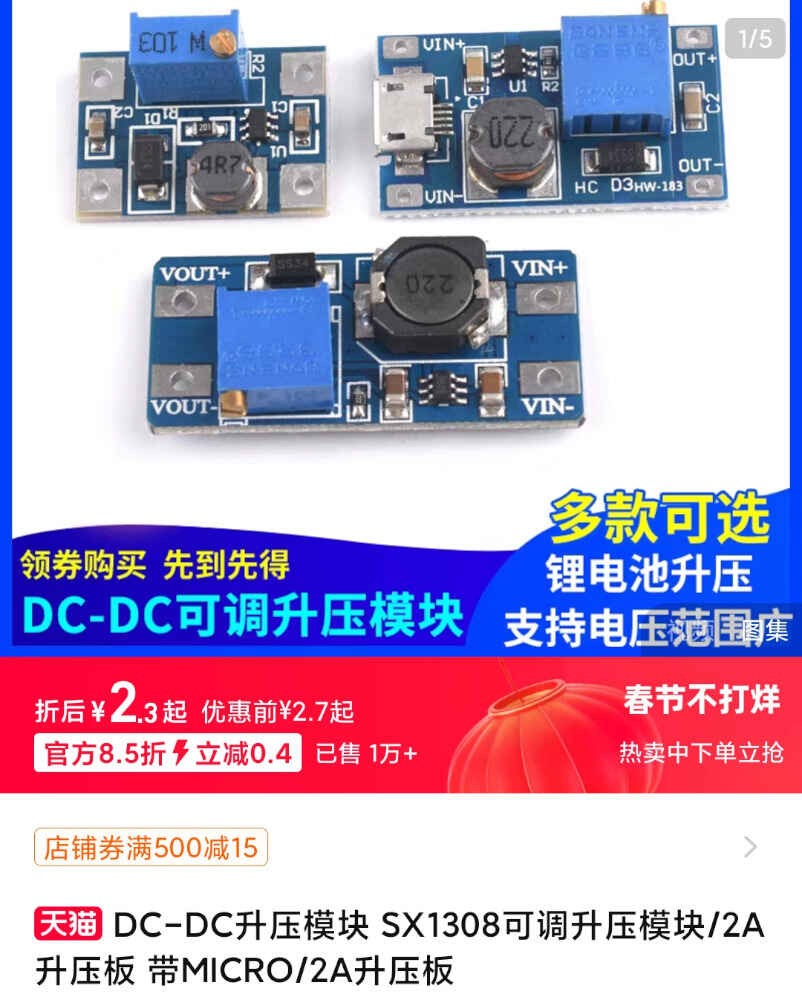 1/5
M 103
R2
C2
D1
R1
201
C1
U1
4R7
VIN+
C1
U1
R2
OUT+
C2
220
OUT-
VIN-
HC
D3
HW-183
VOUT+
SS34
220
VIN+
VOUT-
VIN-
多款可选
领券购买 先到先得
锂电池升压
DC-DC可调升压模块
支持电压范围广
视频
图集
折后¥2.3起 优惠前¥2.7起
春节不打烊
官方8.5折 立减0.4 已售 1万+
热卖中下单立抢
店铺券满500减15
天猫 DC-DC升压模块 SX1308可调升压模块/2A
升压板 带MICRO/2A升压板